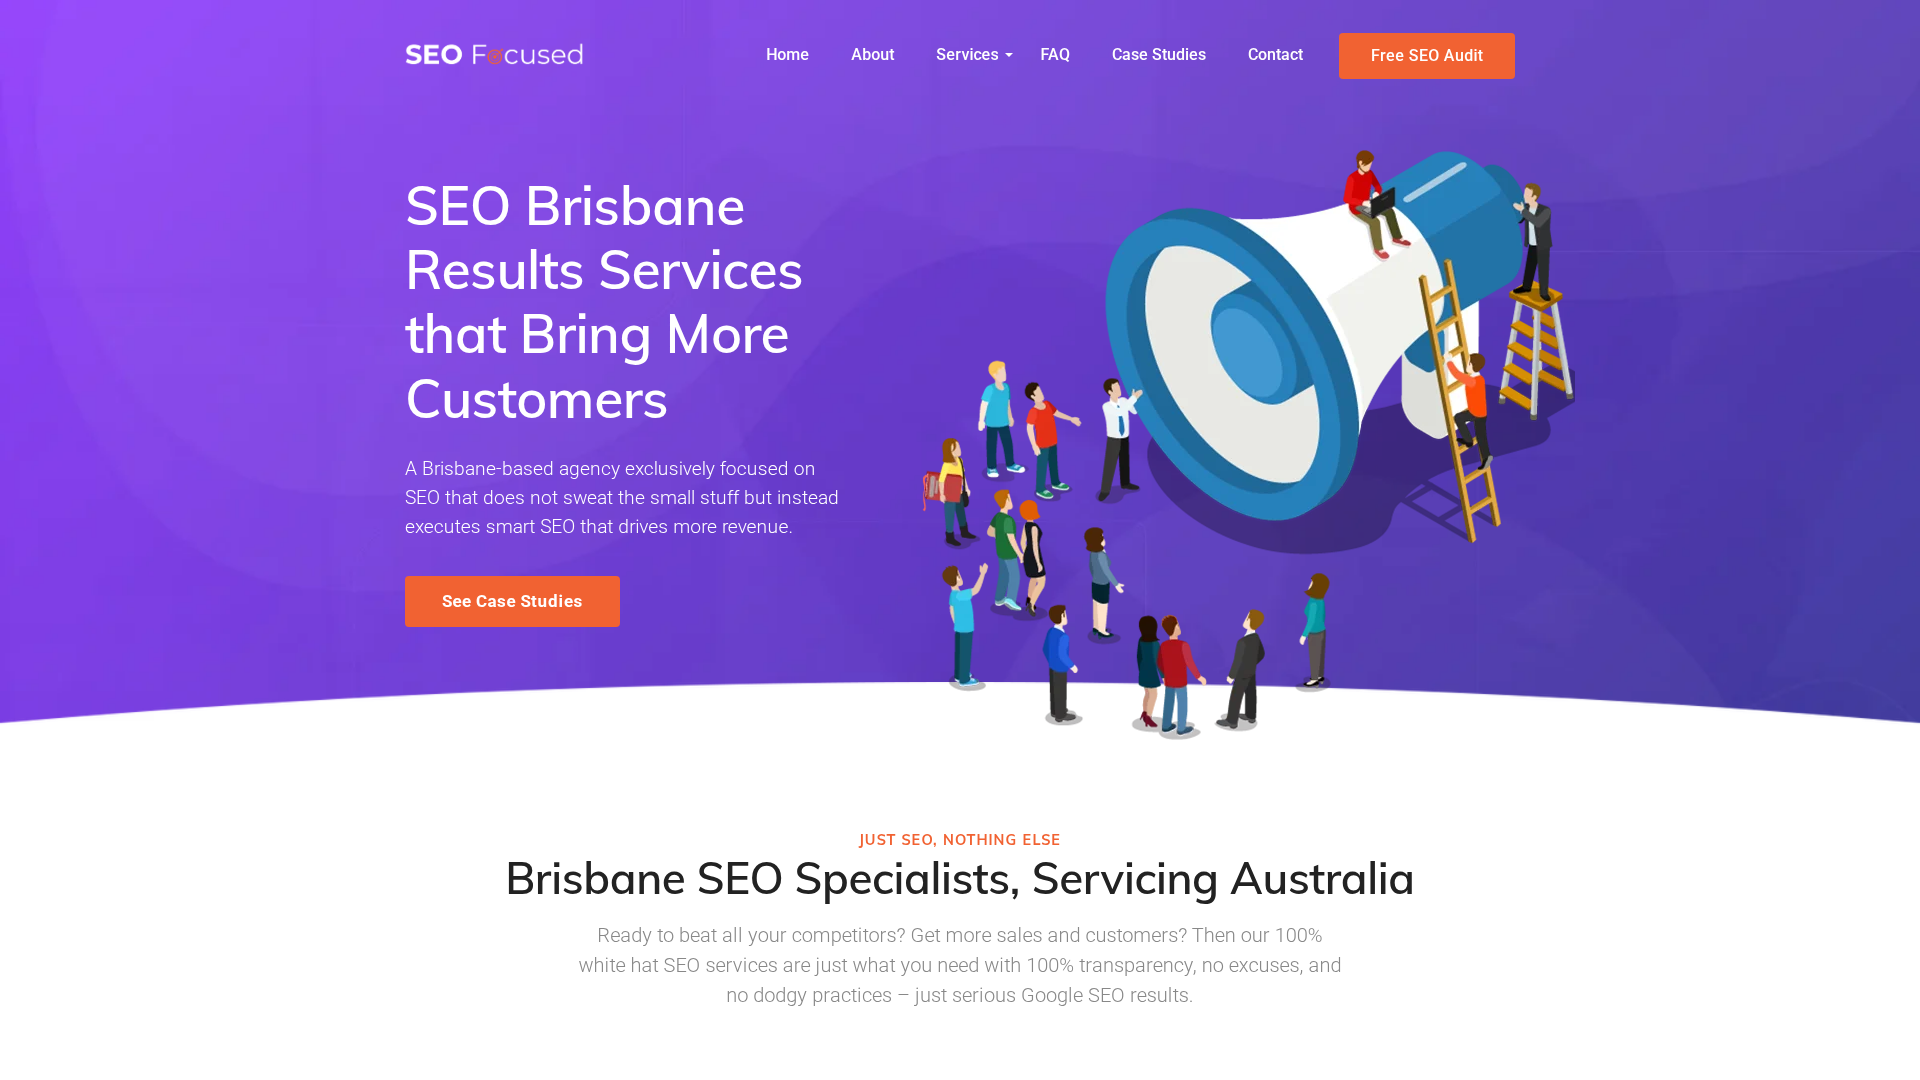 SEO Focused
Home
About
Services
FAQ
Case Studies
Contact
Free SEO Audit
SEO Brisbane
Results Services
that Bring More
Customers
A Brisbane-based agency exclusively focused on
SEO that does not sweat the small stuff but instead
executes smart SEO that drives more revenue.
See Case Studies
JUST SEO, NOTHING ELSE
Brisbane SEO Specialists, Servicing Australia
Ready to beat all your competitors? Get more sales and customers? Then our 100%
white hat SEO services are just what you need with 100% transparency, no excuses, and
no dodgy practices – just serious Google SEO results.